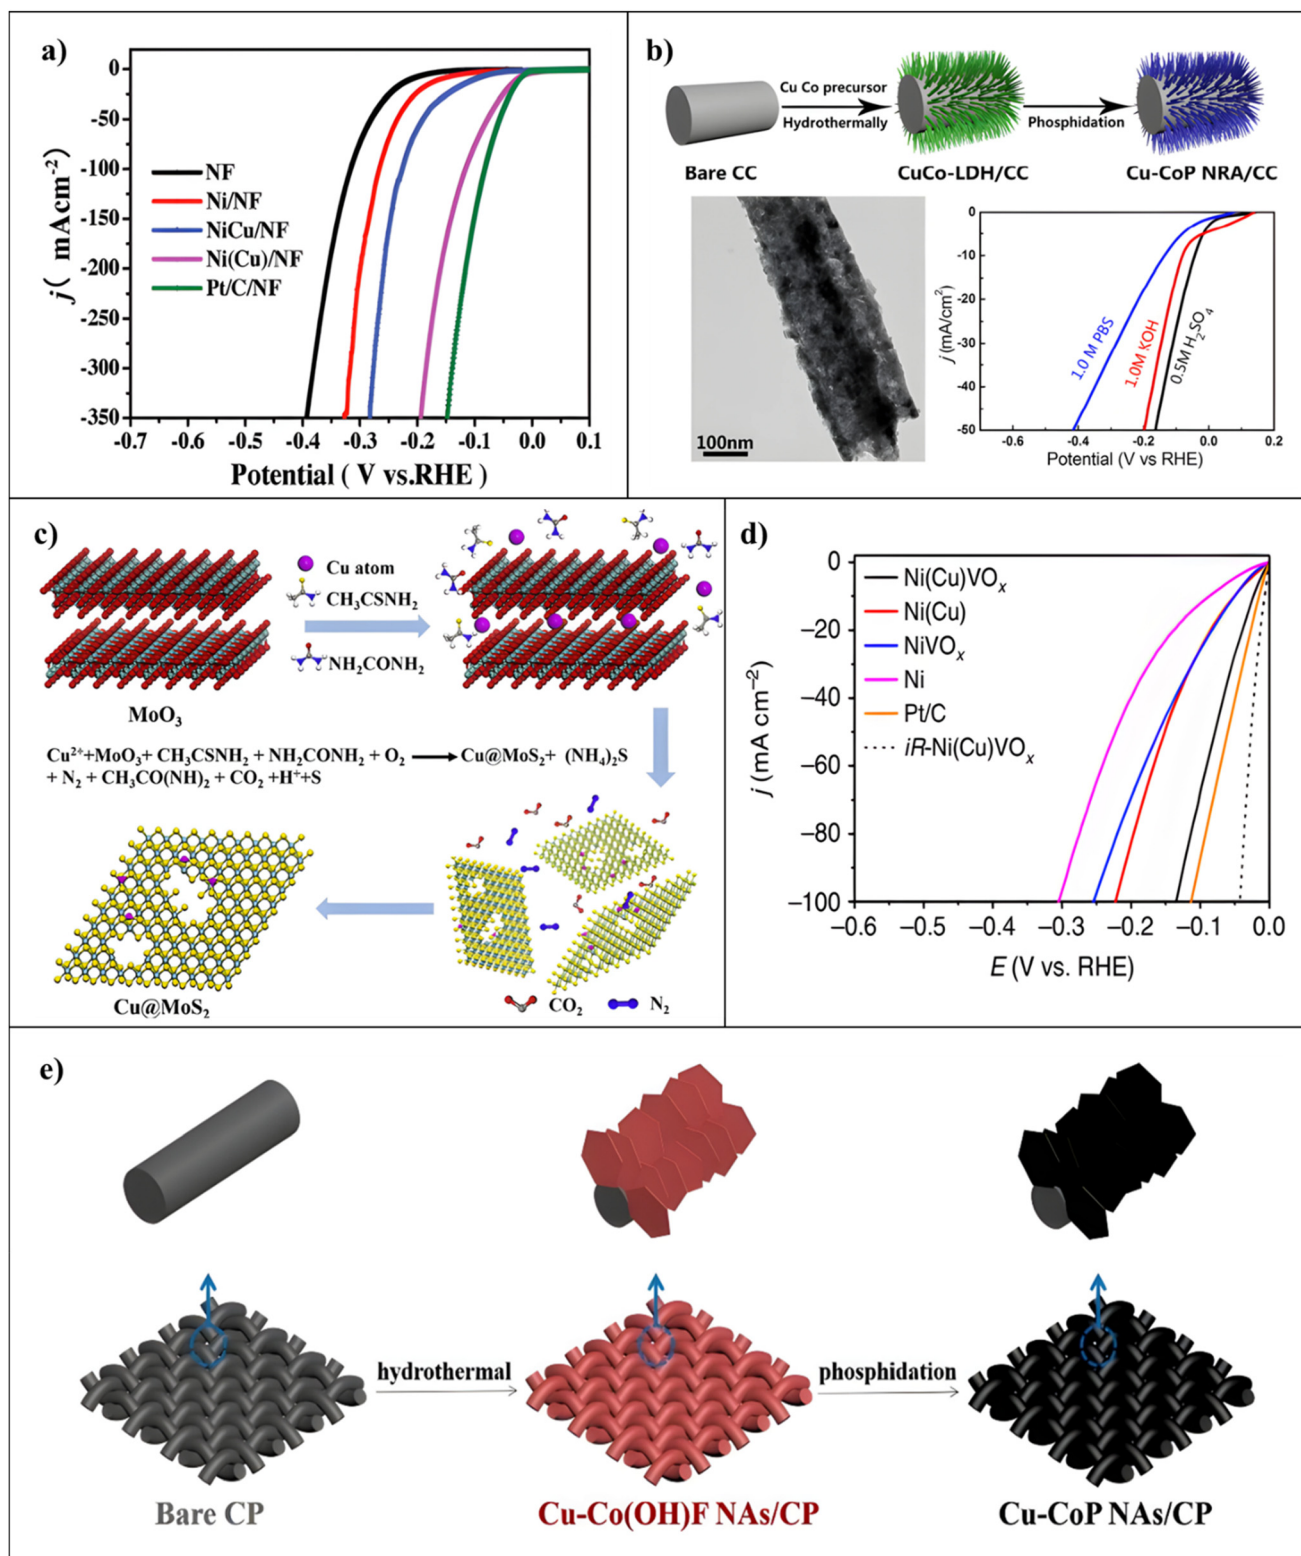 a)
0
-50
-100
-150
-200
-250
-300
-350
j( mAcm-2)
NF
Ni/NF
NiCu/NF
Ni(Cu)/NF
Pt/C/NF
-0.7 -0.6 -0.5 -0.4 -0.3 -0.2 -0.1 0.0 0.1
Potential ( V vs.RHE )
b)
Cu Co precursor
Hydrothermally
Phosphidation
Bare CC
CuCo-LDH/CC
Cu-CoP NRA/CC
100nm
0
-10
-20
-30
-40
-50
j (mA/cm2)
1.0 M PBS
1.0M KOH
0.5M H2SO4
-0.6 -0.4 -0.2 0.0 0.2
Potential (V vs RHE)
c)
Cu atom
CH3CSNH2
NH2CONH2
MoO3
Cu2++MoO3+ CH3CSNH2 + NH2CONH2 + O2 ⟶ Cu@MoS2+ (NH4)2S
+ N2 + CH3CO(NH)2 + CO2 +H++S
Cu@MoS2
CO2
N2
d)
0
−20
−40
−60
−80
−100
j (mA cm−2)
Ni(Cu)VOx
Ni(Cu)
NiVOx
Ni
Pt/C
iR-Ni(Cu)VOx
−0.6 −0.5 −0.4 −0.3 −0.2 −0.1 0.0
E (V vs. RHE)
e)
hydrothermal
phosphidation
Bare CP
Cu-Co(OH)F NAs/CP
Cu-CoP NAs/CP